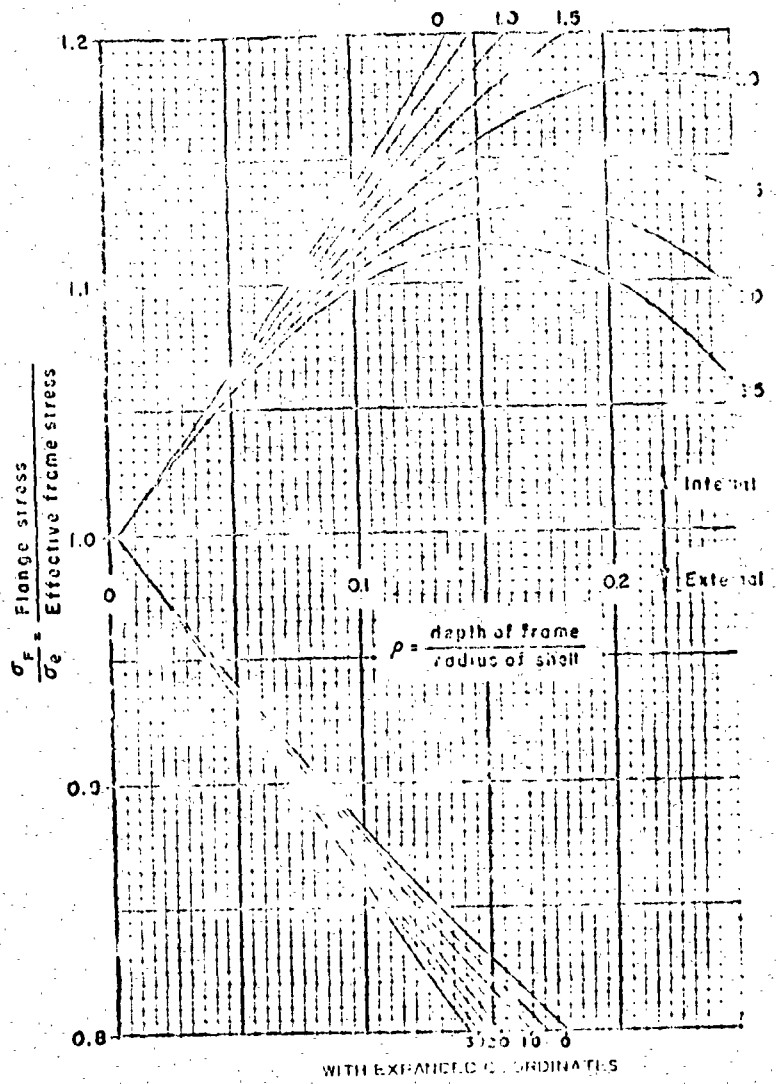 0 1.0 1.5
1.2
1.1
1.0
0 0.1 0.2
0.9
0.8
σF/σe = Flange stress / Effective frame stress
Internal
External
ρ = depth of frame / radius of shell
10 0
WITH EXPANDED